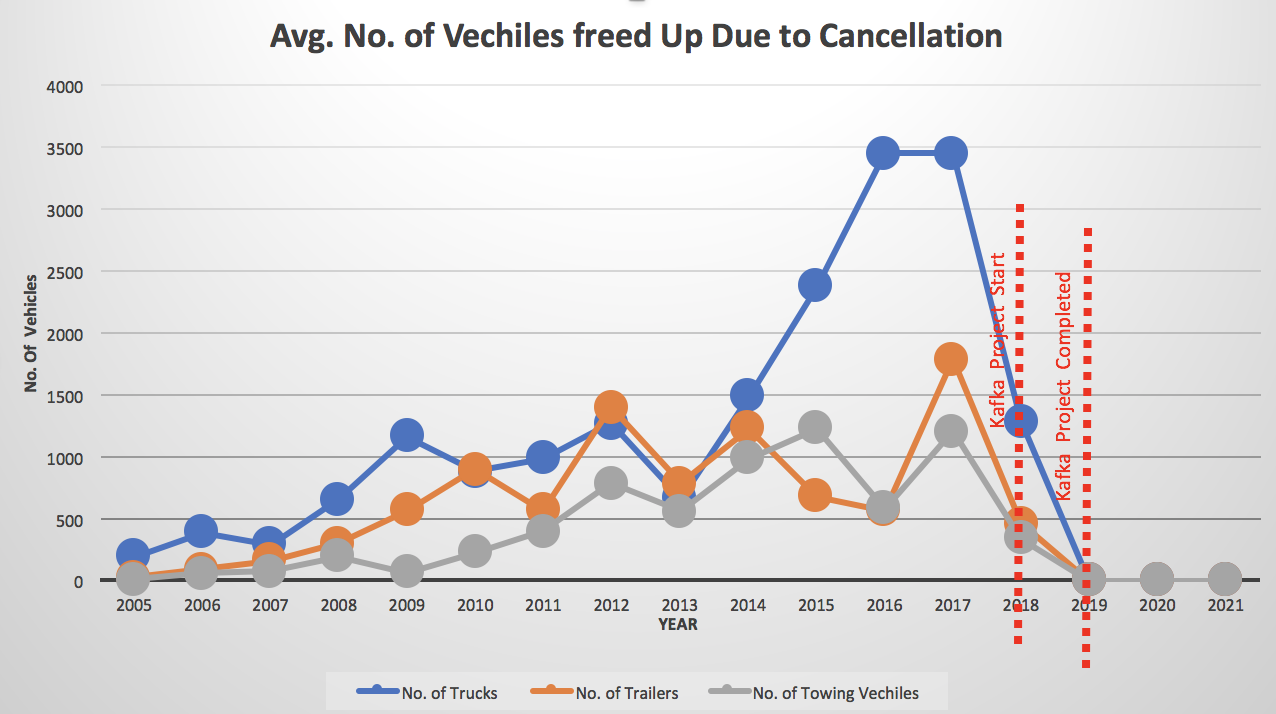 Avg. No. of Vechiles freed Up Due to Cancellation
4000
3500
3000
2500
2000
1500
1000
500
0
No. Of Vehicles
Kafka Project Start
Kafka Project Completed
2005 2006 2007 2008 2009 2010 2011 2012 2013 2014 2015 2016 2017 2018 2019 2020 2021
YEAR
No. of Trucks No. of Trailers No. of Towing Vechiles